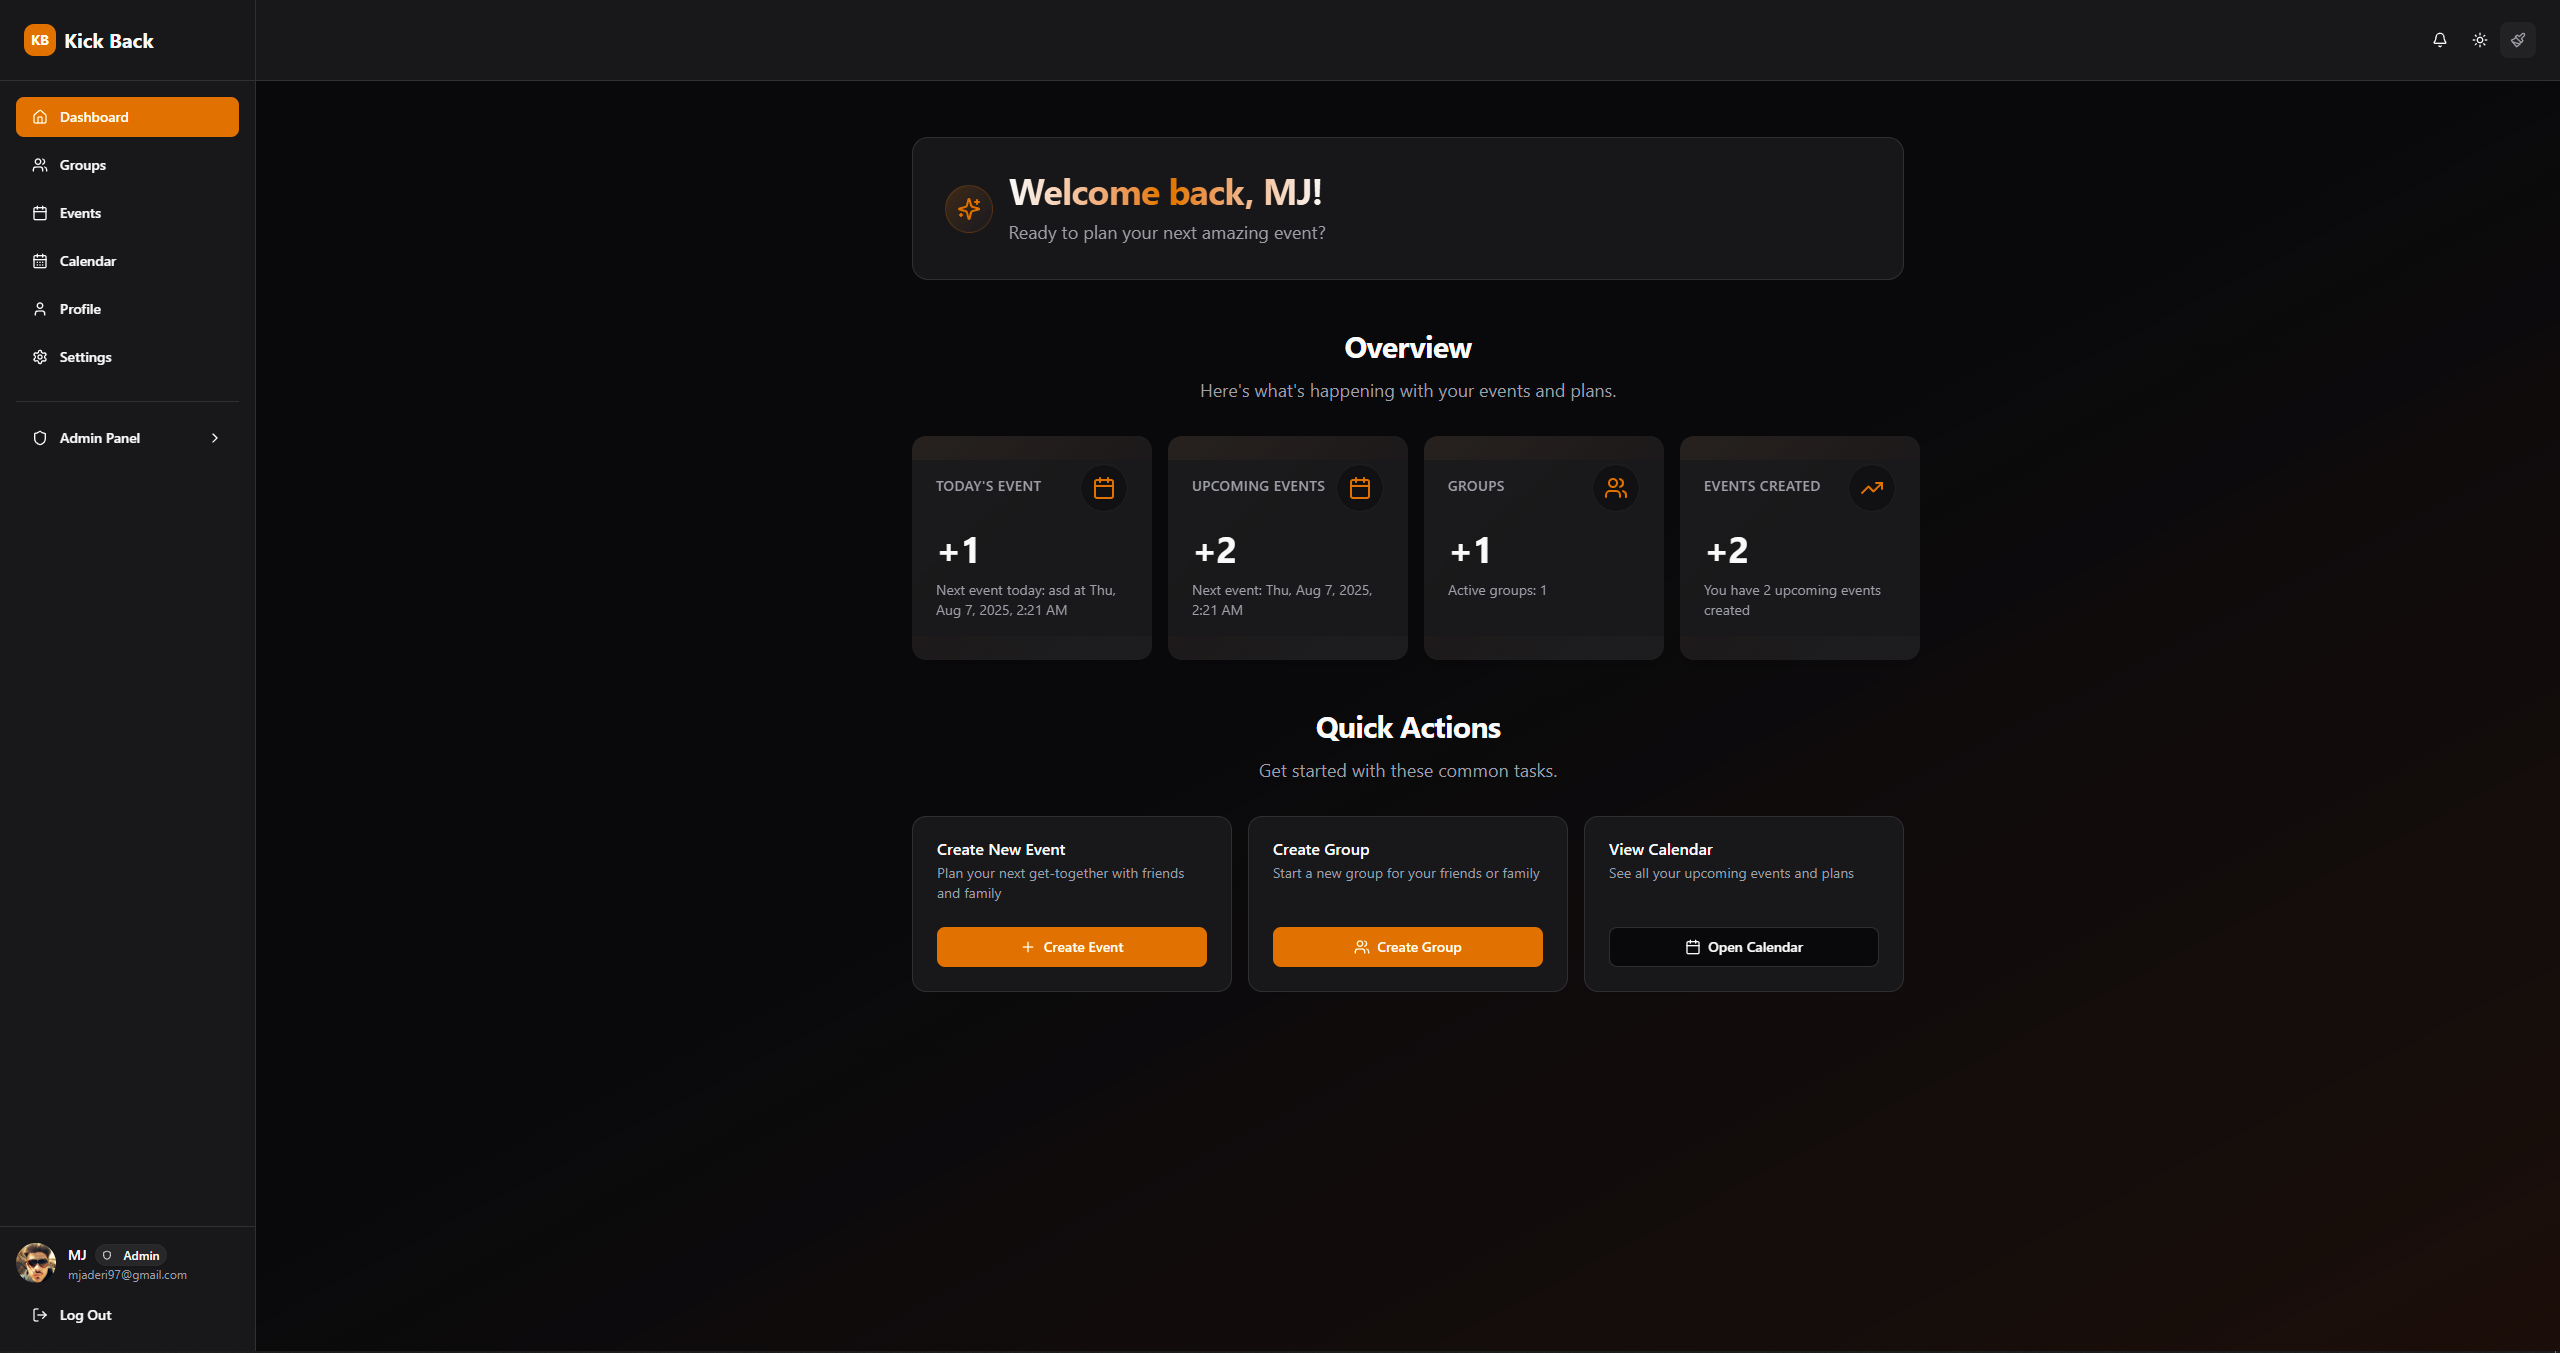 KB Kick Back
Dashboard
Groups
Events
Calendar
Profile
Settings
Admin Panel
MJ Admin
mjaderi97@gmail.com
Log Out
Welcome back, MJ!
Ready to plan your next amazing event?
Overview
Here's what's happening with your events and plans.
TODAY'S EVENT
+1
Next event today: asd at Thu,
Aug 7, 2025, 2:21 AM
UPCOMING EVENTS
+2
Next event: Thu, Aug 7, 2025,
2:21 AM
GROUPS
+1
Active groups: 1
EVENTS CREATED
+2
You have 2 upcoming events
created
Quick Actions
Get started with these common tasks.
Create New Event
Plan your next get-together with friends
and family
Create Event
Create Group
Start a new group for your friends or family
Create Group
View Calendar
See all your upcoming events and plans
Open Calendar